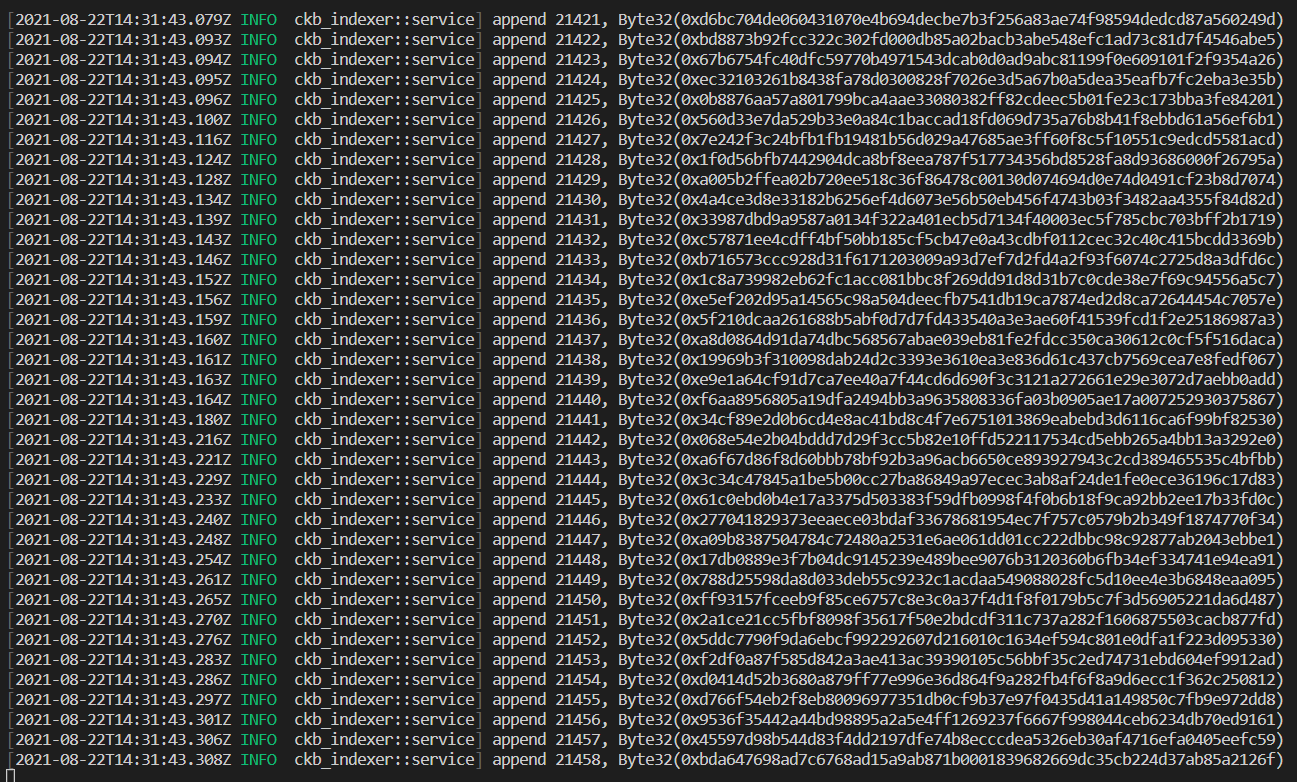 [2021-08-22T14:31:43.079Z INFO  ckb_indexer::service] append 21421, Byte32(0xd6bc704de060431070e4b694decbe7b3f256a83ae74f98594dedcd87a560249d)
[2021-08-22T14:31:43.093Z INFO  ckb_indexer::service] append 21422, Byte32(0xbd8873b92fcc322c302fd000db85a02bacb3abe548efc1ad73c81d7f4546abe5)
[2021-08-22T14:31:43.094Z INFO  ckb_indexer::service] append 21423, Byte32(0x67b6754fc40dfc59770b4971543dcab0d0ad9abc81199f0e609101f2f9354a26)
[2021-08-22T14:31:43.095Z INFO  ckb_indexer::service] append 21424, Byte32(0xec32103261b8438fa78d0300828f7026e3d5a67b0a5dea35eafb7fc2eba3e35b)
[2021-08-22T14:31:43.096Z INFO  ckb_indexer::service] append 21425, Byte32(0x0b8876aa57a801799bca4aae33080382ff82cdeec5b01fe23c173bba3fe84201)
[2021-08-22T14:31:43.100Z INFO  ckb_indexer::service] append 21426, Byte32(0x560d33e7da529b33e0a84c1baccad18fd069d735a76b8b41f8ebbd61a56ef6b1)
[2021-08-22T14:31:43.116Z INFO  ckb_indexer::service] append 21427, Byte32(0x7e242f3c24bfb1fb19481b56d029a47685ae3ff60f8c5f10551c9edcd5581acd)
[2021-08-22T14:31:43.124Z INFO  ckb_indexer::service] append 21428, Byte32(0x1f0d56bfb7442904dca8bf8eea787f517734356bd8528fa8d93686000f26795a)
[2021-08-22T14:31:43.128Z INFO  ckb_indexer::service] append 21429, Byte32(0xa005b2ffea02b720ee518c36f86478c00130d074694d0e74d0491cf23b8d7074)
[2021-08-22T14:31:43.134Z INFO  ckb_indexer::service] append 21430, Byte32(0x4a4ce3d8e33182b6256ef4d6073e56b50eb456f4743b03f3482aa4355f84d82d)
[2021-08-22T14:31:43.139Z INFO  ckb_indexer::service] append 21431, Byte32(0x33987dbd9a9587a0134f322a401ecb5d7134f40003ec5f785cbc703bff2b1719)
[2021-08-22T14:31:43.143Z INFO  ckb_indexer::service] append 21432, Byte32(0xc57871ee4cdff4bf50bb185cf5cb47e0a43cdbf0112cec32c40c415bcdd3369b)
[2021-08-22T14:31:43.146Z INFO  ckb_indexer::service] append 21433, Byte32(0xb716573ccc928d31f6171203009a93d7ef7d2fd4a2f93f6074c2725d8a3dfd6c)
[2021-08-22T14:31:43.152Z INFO  ckb_indexer::service] append 21434, Byte32(0x1c8a739982eb62fc1acc081bbc8f269dd91d8d31b7c0cde38e7f69c94556a5c7)
[2021-08-22T14:31:43.156Z INFO  ckb_indexer::service] append 21435, Byte32(0xe5ef202d95a14565c98a504deecfb7541db19ca7874ed2d8ca72644454c7057e)
[2021-08-22T14:31:43.159Z INFO  ckb_indexer::service] append 21436, Byte32(0x5f210dcaa261688b5abf0d7d7fd433540a3e3ae60f41539fcd1f2e25186987a3)
[2021-08-22T14:31:43.160Z INFO  ckb_indexer::service] append 21437, Byte32(0xa8d0864d91da74dbc568567abae039eb81fe2fdcc350ca30612c0cf5f516daca)
[2021-08-22T14:31:43.161Z INFO  ckb_indexer::service] append 21438, Byte32(0x19969b3f310098dab24d2c3393e3610ea3e836d61c437cb7569cea7e8fedf067)
[2021-08-22T14:31:43.163Z INFO  ckb_indexer::service] append 21439, Byte32(0xe9e1a64cf91d7ca7ee40a7f44cd6d690f3c3121a272661e29e3072d7aebb0add)
[2021-08-22T14:31:43.164Z INFO  ckb_indexer::service] append 21440, Byte32(0xf6aa8956805a19dfa2494bb3a9635808336fa03b0905ae17a007252930375867)
[2021-08-22T14:31:43.180Z INFO  ckb_indexer::service] append 21441, Byte32(0x34cf89e2d0b6cd4e8ac41bd8c4f7e6751013869eabebd3d6116ca6f99bf82530)
[2021-08-22T14:31:43.216Z INFO  ckb_indexer::service] append 21442, Byte32(0x068e54e2b04bddd7d29f3cc5b82e10ffd522117534cd5ebb265a4bb13a3292e0)
[2021-08-22T14:31:43.221Z INFO  ckb_indexer::service] append 21443, Byte32(0xa6f67d86f8d60bbb78bf92b3a96acb6650ce893927943c2cd389465535c4bfbb)
[2021-08-22T14:31:43.229Z INFO  ckb_indexer::service] append 21444, Byte32(0x3c34c47845a1be5b00cc27ba86849a97ecec3ab8af24de1fe0ece36196c17d83)
[2021-08-22T14:31:43.233Z INFO  ckb_indexer::service] append 21445, Byte32(0x61c0ebd0b4e17a3375d503383f59dfb0998f4f0b6b18f9ca92bb2ee17b33fd0c)
[2021-08-22T14:31:43.240Z INFO  ckb_indexer::service] append 21446, Byte32(0x277041829373eeaece03bdaf33678681954ec7f757c0579b2b349f1874770f34)
[2021-08-22T14:31:43.248Z INFO  ckb_indexer::service] append 21447, Byte32(0xa09b8387504784c72480a2531e6ae061dd01cc222dbbc98c92877ab2043ebbe1)
[2021-08-22T14:31:43.254Z INFO  ckb_indexer::service] append 21448, Byte32(0x17db0889e3f7b04dc9145239e489bee9076b3120360b6fb34ef334741e94ea91)
[2021-08-22T14:31:43.261Z INFO  ckb_indexer::service] append 21449, Byte32(0x788d25598da8d033deb55c9232c1acdaa549088028fc5d10ee4e3b6848eaa095)
[2021-08-22T14:31:43.265Z INFO  ckb_indexer::service] append 21450, Byte32(0xff93157fceeb9f85ce6757c8e3c0a37f4d1f8f0179b5c7f3d56905221da6d487)
[2021-08-22T14:31:43.270Z INFO  ckb_indexer::service] append 21451, Byte32(0x2a1ce21cc5fbf8098f35617f50e2bdcdf311c737a282f1606875503cacb877fd)
[2021-08-22T14:31:43.276Z INFO  ckb_indexer::service] append 21452, Byte32(0x5ddc7790f9da6ebcf992292607d216010c1634ef594c801e0dfa1f223d095330)
[2021-08-22T14:31:43.283Z INFO  ckb_indexer::service] append 21453, Byte32(0xf2df0a87f585d842a3ae413ac39390105c56bbf35c2ed74731ebd604ef9912ad)
[2021-08-22T14:31:43.286Z INFO  ckb_indexer::service] append 21454, Byte32(0xd0414d52b3680a879ff77e996e36d864f9a282fb4f6f8a9d6ecc1f362c250812)
[2021-08-22T14:31:43.297Z INFO  ckb_indexer::service] append 21455, Byte32(0xd766f54eb2f8eb80096977351db0cf9b37e97f0435d41a149850c7fb9e972dd8)
[2021-08-22T14:31:43.301Z INFO  ckb_indexer::service] append 21456, Byte32(0x9536f35442a44bd98895a2a5e4ff1269237f6667f998044ceb6234db70ed9161)
[2021-08-22T14:31:43.306Z INFO  ckb_indexer::service] append 21457, Byte32(0x45597d98b544d83f4dd2197dfe74b8ecccdea5326eb30af4716efa0405eefc59)
[2021-08-22T14:31:43.308Z INFO  ckb_indexer::service] append 21458, Byte32(0xbda647698ad7c6768ad15a9ab871b0001839682669dc35cb224d37ab85a2126f)